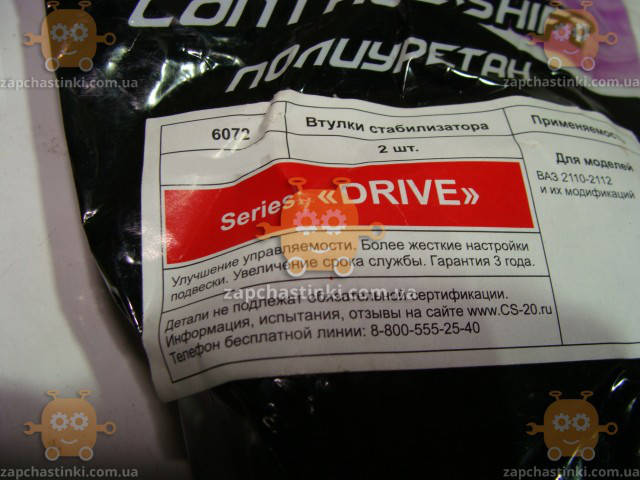 CONTROL-SHIFT
ПОЛИУРЕТАН
6072 Втулки стабилизатора
2 шт.
Применяемость
Для моделей
ВАЗ 2110-2112
и их модификаций
Series: «DRIVE»
Улучшение управляемости. Более жесткие настройки
подвески. Увеличение срока службы. Гарантия 3 года.
Детали не подлежат обязательной сертификации.
Информация, испытания, отзывы на сайте www.CS-20.ru
Телефон бесплатной линии: 8-800-555-25-40
zapchastinki.com.ua
zapchastinki.com.ua
zapchastinki.com.ua
zapchastinki.com.ua
zapchastinki.com.ua